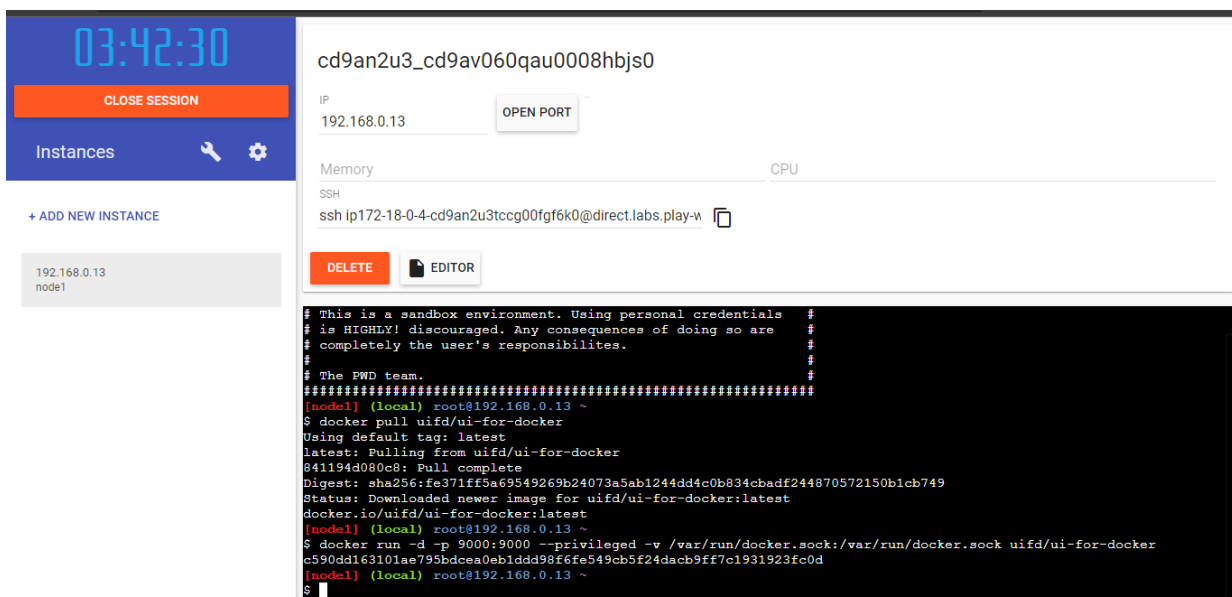 03:42:30
CLOSE SESSION
Instances
+ ADD NEW INSTANCE
192.168.0.13
node1
cd9an2u3_cd9av060qau0008hbjs0
IP
192.168.0.13
OPEN PORT
Memory
CPU
SSH
ssh ip172-18-0-4-cd9an2u3tccg00fgf6k0@direct.labs.play-w
DELETE
EDITOR
# This is a sandbox environment. Using personal credentials #
# is HIGHLY! discouraged. Any consequences of doing so are #
# completely the user's responsibilites. #
# #
# The PWD team. #
###############################################################
[node1] (local) root@192.168.0.13 ~
$ docker pull uifd/ui-for-docker
Using default tag: latest
latest: Pulling from uifd/ui-for-docker
841194d080c8: Pull complete
Digest: sha256:fe371ff5a69549269b24073a5ab1244dd4c0b834cbadf244870572150b1cb749
Status: Downloaded newer image for uifd/ui-for-docker:latest
docker.io/uifd/ui-for-docker:latest
[node1] (local) root@192.168.0.13 ~
$ docker run -d -p 9000:9000 --privileged -v /var/run/docker.sock:/var/run/docker.sock uifd/ui-for-docker
c590dd163101ae795bdcea0eb1ddd98f6fe549cb5f24dacb9ff7c1931923fc0d
[node1] (local) root@192.168.0.13 ~
$